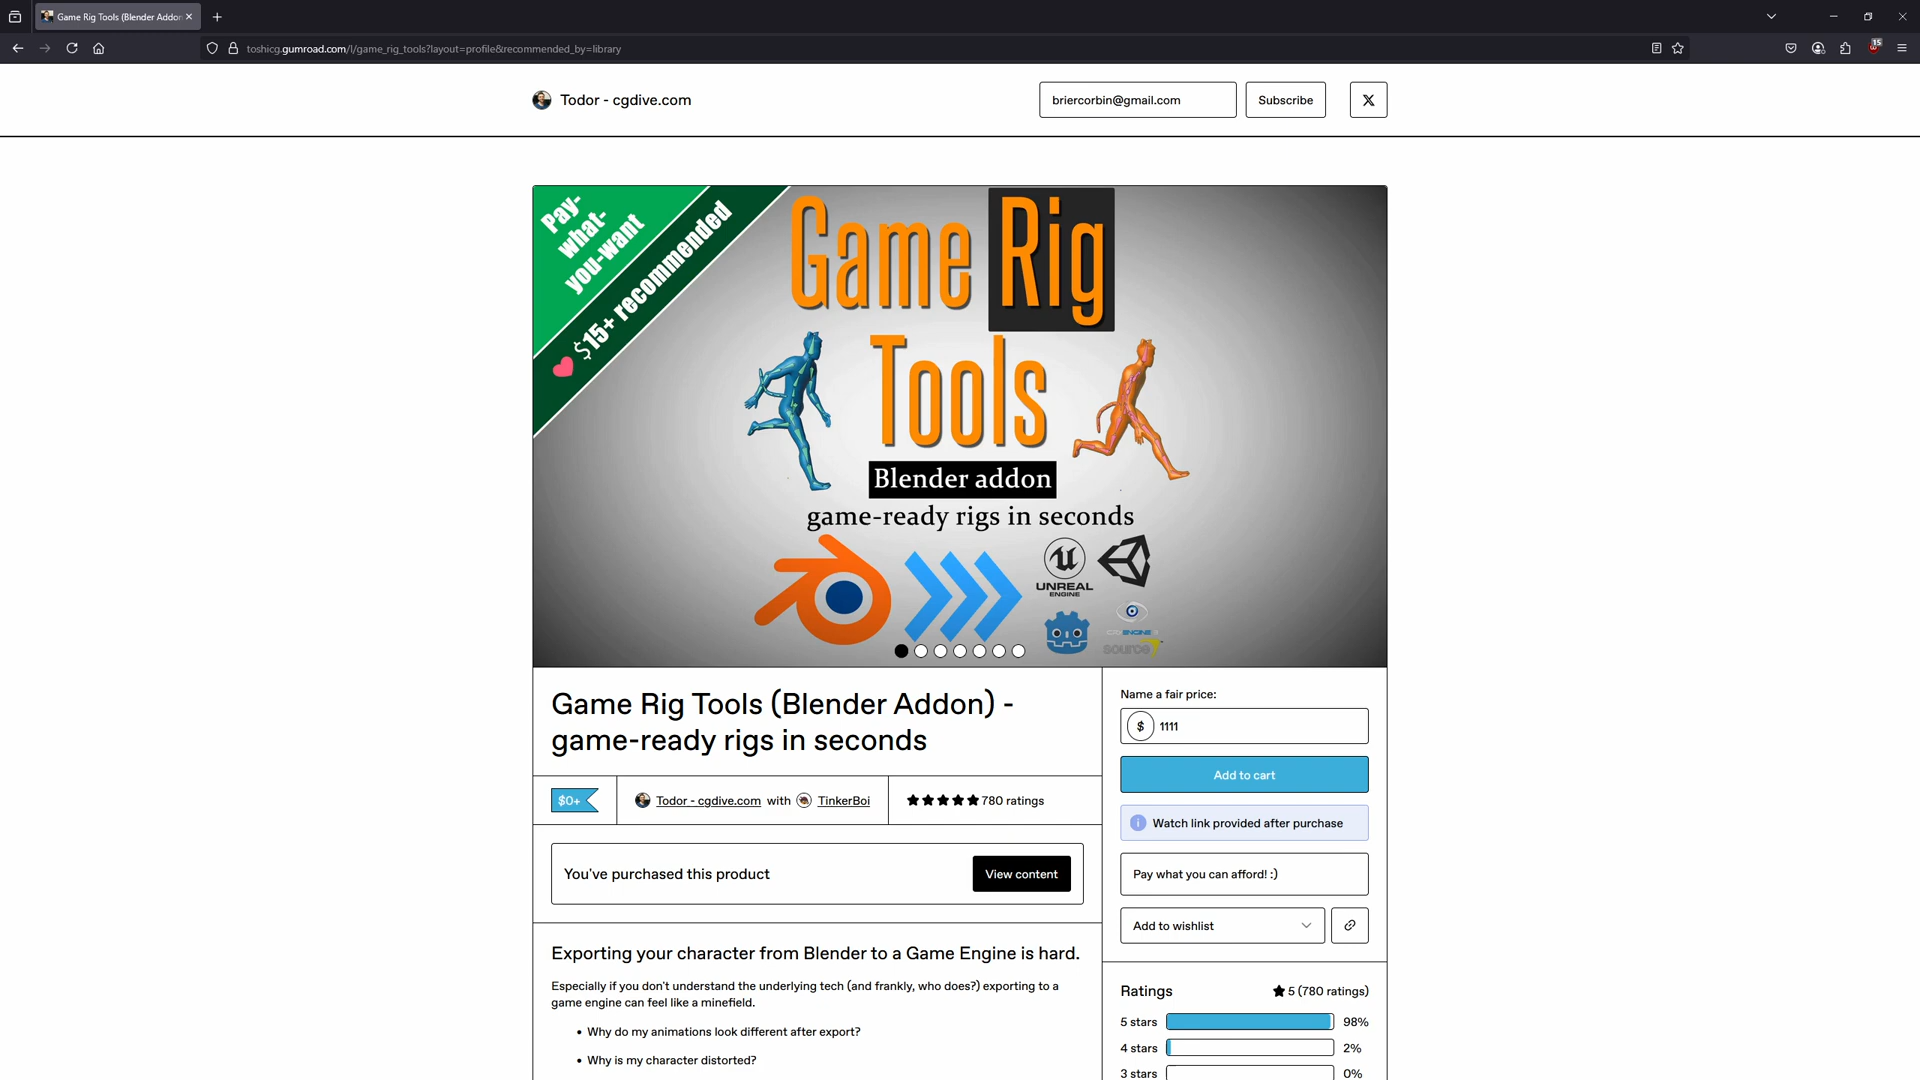 Game Rig Tools (Blender Addon
toshicg.gumroad.com/l/game_rig_tools?layout=profile&recommended_by=library
15
Todor - cgdive.com
briercorbin@gmail.com
Subscribe
Pay-
what-
you-want
$15+ recommended
Game Rig
Tools
Blender addon
game-ready rigs in seconds
UNREAL
ENGINE
CRYENGINE
source
Game Rig Tools (Blender Addon) -
game-ready rigs in seconds
$0+
Todor - cgdive.com with TinkerBoi
780 ratings
You've purchased this product
View content
Exporting your character from Blender to a Game Engine is hard.
Especially if you don't understand the underlying tech (and frankly, who does?) exporting to a
game engine can feel like a minefield.
• Why do my animations look different after export?
• Why is my character distorted?
Name a fair price:
$ 1111
Add to cart
Watch link provided after purchase
Pay what you can afford! :)
Add to wishlist
Ratings
5 (780 ratings)
5 stars 98%
4 stars 2%
3 stars 0%